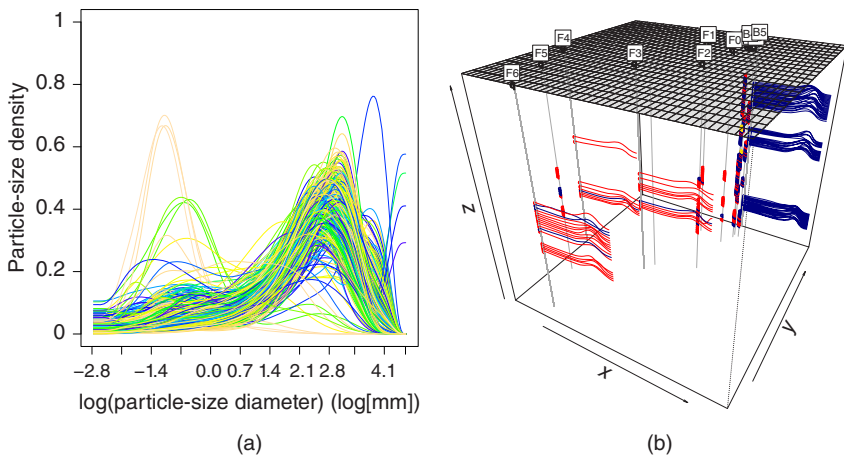 1
0.8
0.6
0.4
0.2
0
Particle-size density
−2.8 −1.4 0.0 0.7 1.4 2.1 2.8 4.1
log(particle-size diameter) (log[mm])
(a)
F6
F5
F4
F3
F2
F1
F0
B5
z
x
y
(b)